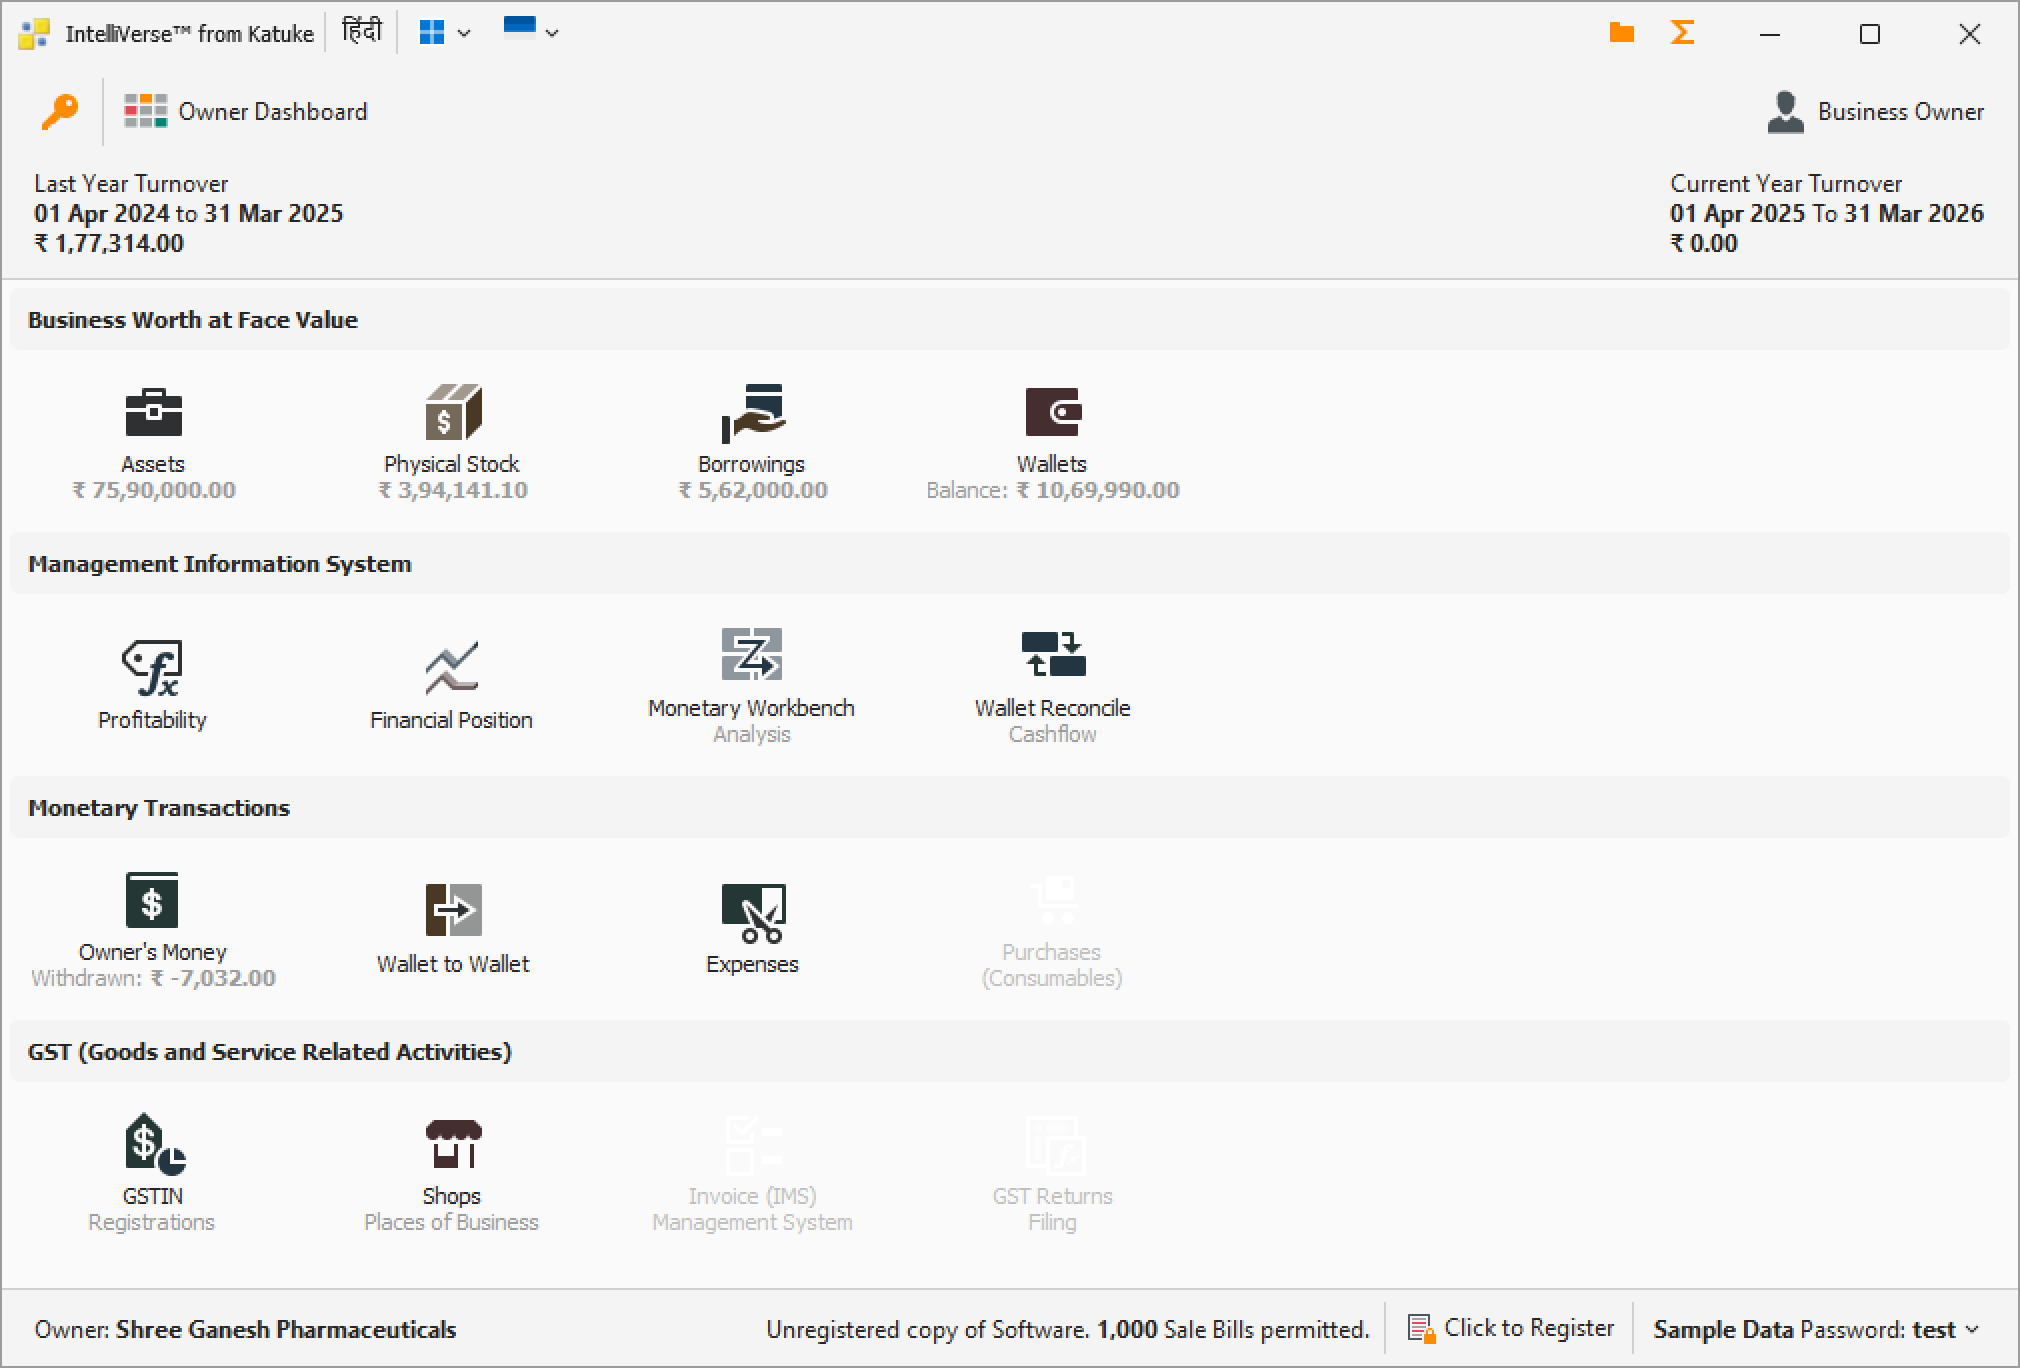 IntelliVerse™ from Katuke
हिंदी
Owner Dashboard
Business Owner
Last Year Turnover
01 Apr 2024 to 31 Mar 2025
₹ 1,77,314.00
Current Year Turnover
01 Apr 2025 To 31 Mar 2026
₹ 0.00
Business Worth at Face Value
Assets
₹ 75,90,000.00
Physical Stock
₹ 3,94,141.10
Borrowings
₹ 5,62,000.00
Wallets
Balance: ₹ 10,69,990.00
Management Information System
Profitability
Financial Position
Monetary Workbench
Analysis
Wallet Reconcile
Cashflow
Monetary Transactions
Owner's Money
Withdrawn: ₹ -7,032.00
Wallet to Wallet
Expenses
Purchases
(Consumables)
GST (Goods and Service Related Activities)
GSTIN
Registrations
Shops
Places of Business
Invoice (IMS)
Management System
GST Returns
Filing
Owner: Shree Ganesh Pharmaceuticals
Unregistered copy of Software. 1,000 Sale Bills permitted.
Click to Register
Sample Data Password: test